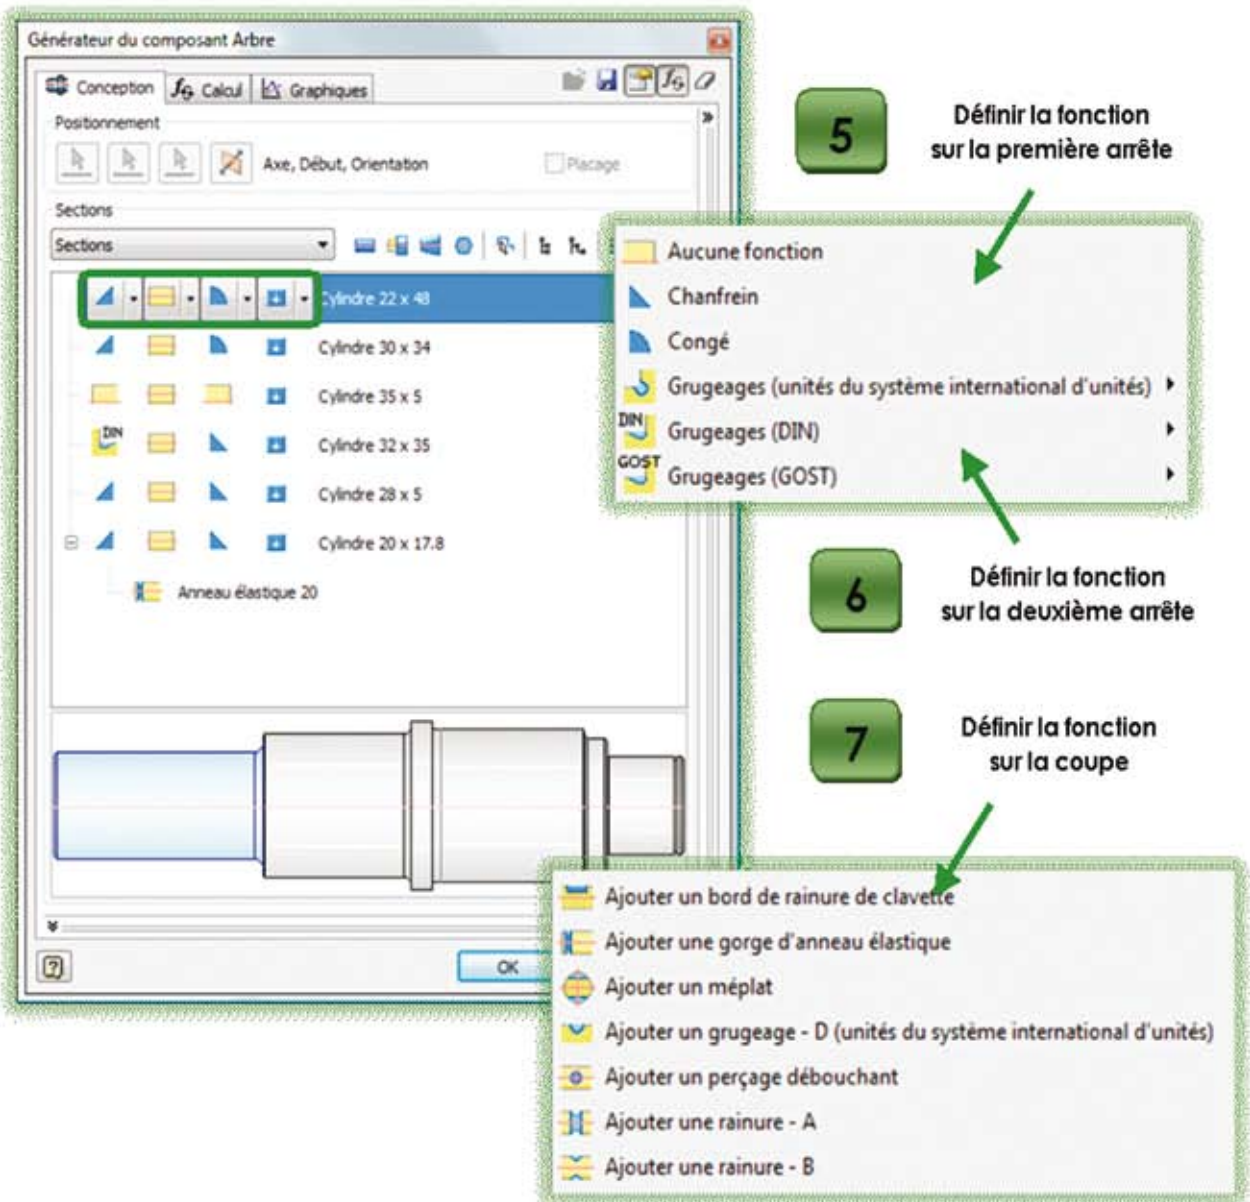 Générateur du composant Arbre
Conception
Calcul
Graphiques
Positionnement
Axe, Début, Orientation
Placage
Sections
Sections
Cylindre 22 x 48
Cylindre 30 x 34
Cylindre 35 x 5
DIN
Cylindre 32 x 35
Cylindre 28 x 5
Cylindre 20 x 17.8
Anneau élastique 20
OK
5
Définir la fonction
sur la première arrête
Aucune fonction
Chanfrein
Congé
Grugeages (unités du système international d'unités)
DIN
Grugeages (DIN)
GOST
Grugeages (GOST)
6
Définir la fonction
sur la deuxième arrête
7
Définir la fonction
sur la coupe
Ajouter un bord de rainure de clavette
Ajouter une gorge d'anneau élastique
Ajouter un méplat
Ajouter un grugeage - D (unités du système international d'unités)
Ajouter un perçage débouchant
Ajouter une rainure - A
Ajouter une rainure - B